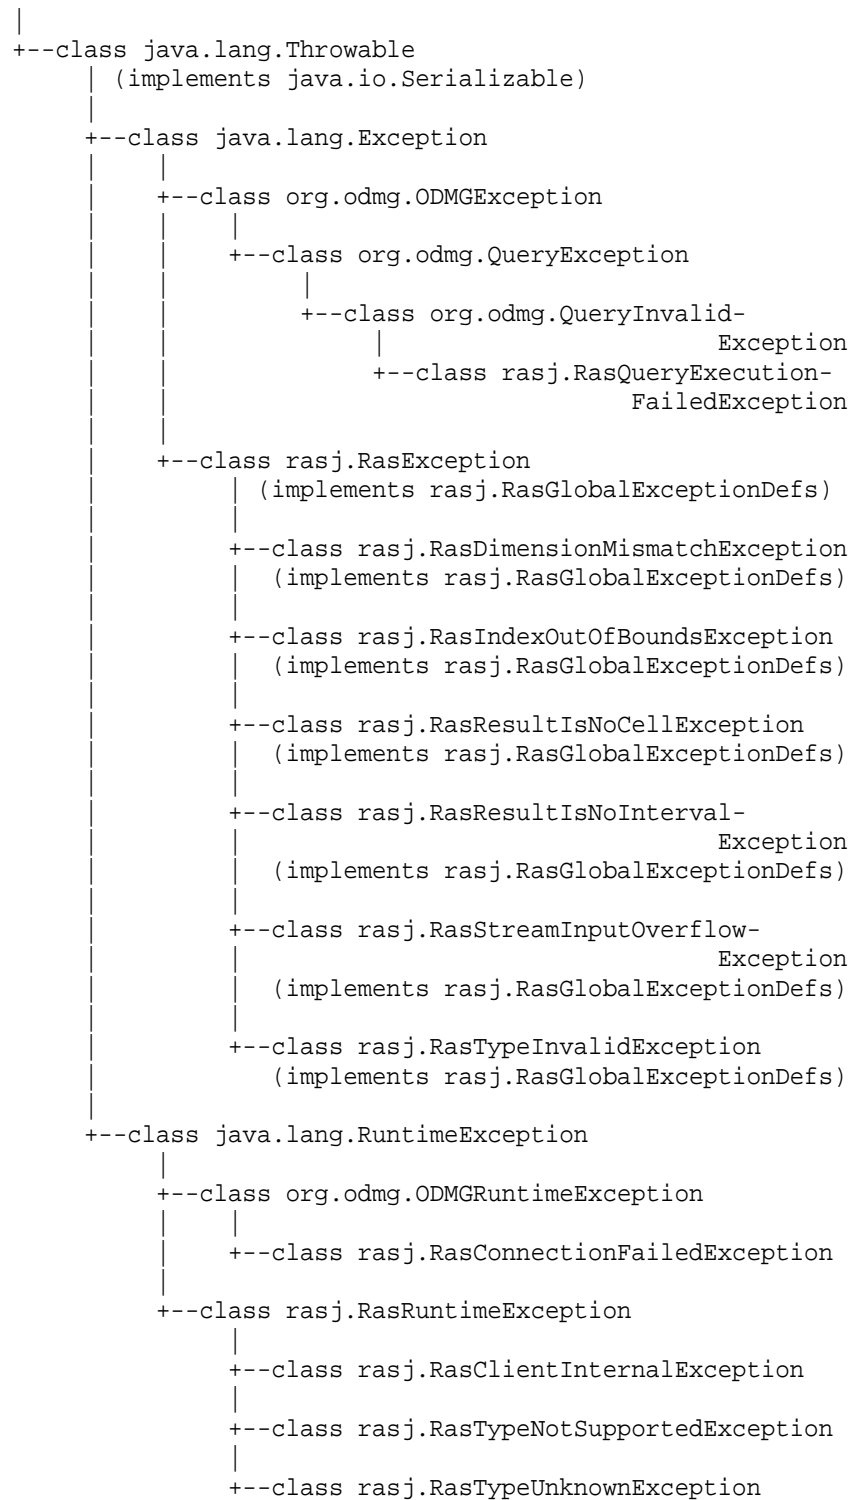 |
+--class java.lang.Throwable
| (implements java.io.Serializable)
|
+--class java.lang.Exception
| |
| +--class org.odmg.ODMGException
| | |
| | +--class org.odmg.QueryException
| | |
| | +--class org.odmg.QueryInvalid-
| | | Exception
| | +--class rasj.RasQueryExecution-
| | FailedException
| |
| +--class rasj.RasException
| | (implements rasj.RasGlobalExceptionDefs)
| |
| +--class rasj.RasDimensionMismatchException
| | (implements rasj.RasGlobalExceptionDefs)
| |
| +--class rasj.RasIndexOutOfBoundsException
| | (implements rasj.RasGlobalExceptionDefs)
| |
| +--class rasj.RasResultIsNoCellException
| | (implements rasj.RasGlobalExceptionDefs)
| |
| +--class rasj.RasResultIsNoInterval-
| | Exception
| | (implements rasj.RasGlobalExceptionDefs)
| |
| +--class rasj.RasStreamInputOverflow-
| | Exception
| | (implements rasj.RasGlobalExceptionDefs)
| |
| +--class rasj.RasTypeInvalidException
| (implements rasj.RasGlobalExceptionDefs)
|
+--class java.lang.RuntimeException
|
+--class org.odmg.ODMGRuntimeException
| |
| +--class rasj.RasConnectionFailedException
|
+--class rasj.RasRuntimeException
|
+--class rasj.RasClientInternalException
|
+--class rasj.RasTypeNotSupportedException
|
+--class rasj.RasTypeUnknownException